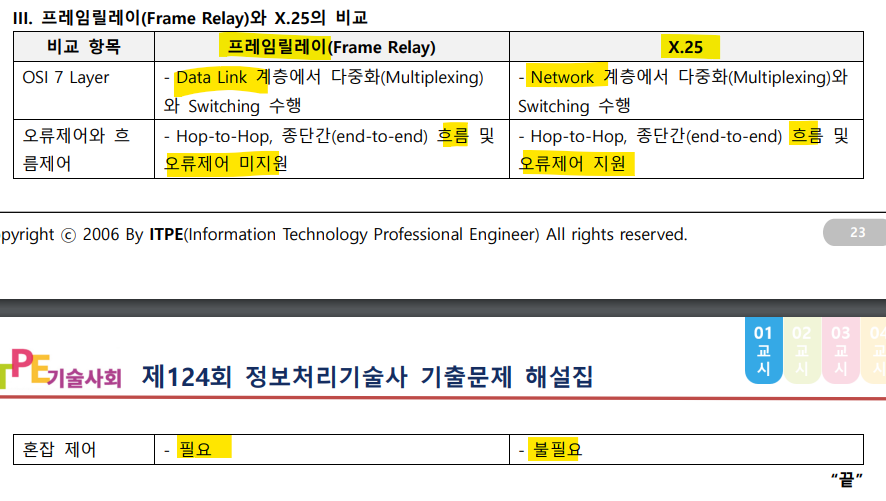 III. 프레임릴레이(Frame Relay)와 X.25의 비교
비교 항목 프레임릴레이(Frame Relay) X.25
OSI 7 Layer - Data Link 계층에서 다중화(Multiplexing)와 Switching 수행 - Network 계층에서 다중화(Multiplexing)와 Switching 수행
오류제어와 흐름제어 - Hop-to-Hop, 종단간(end-to-end) 흐름 및 오류제어 미지원 - Hop-to-Hop, 종단간(end-to-end) 흐름 및 오류제어 지원
opyright ⓒ 2006 By ITPE(Information Technology Professional Engineer) All rights reserved.
23
01 교시
02 교시
03 교시
04 교시
TPE기술사회 제124회 정보처리기술사 기출문제 해설집
혼잡 제어 - 필요 - 불필요
“끝”